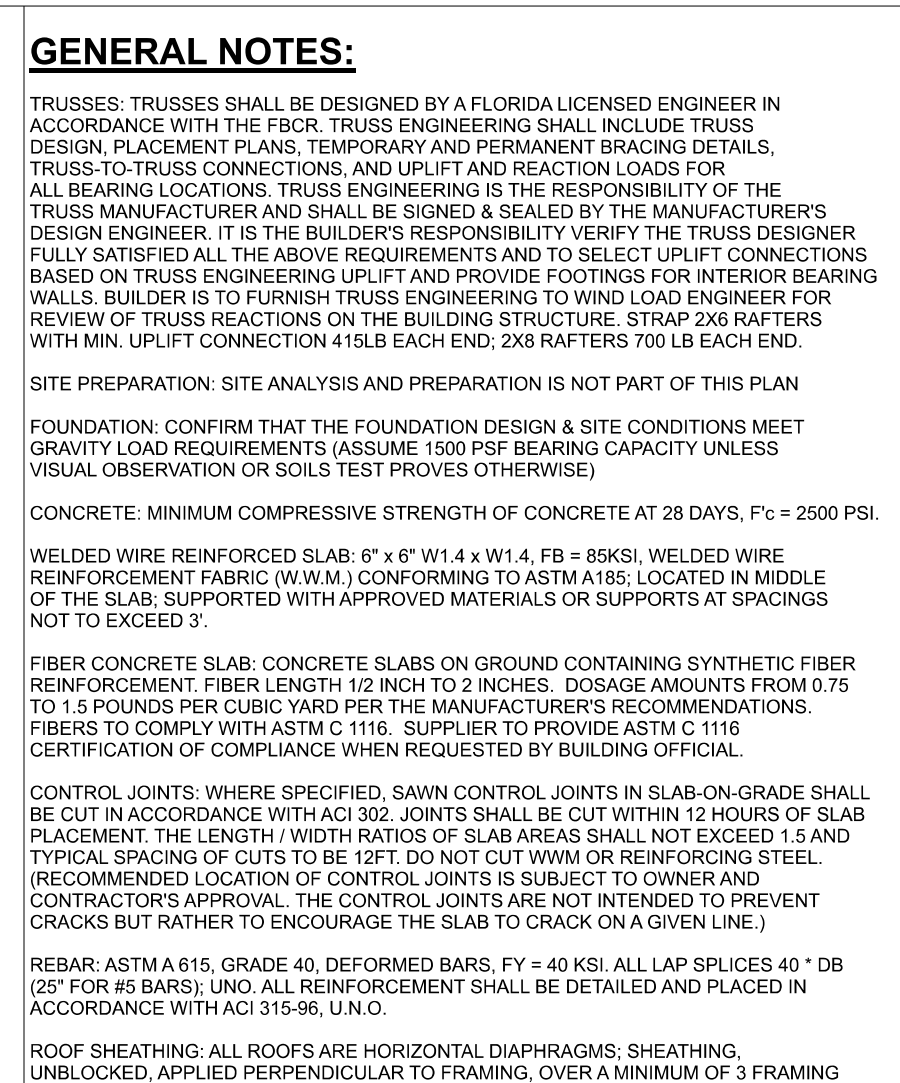 GENERAL NOTES:
TRUSSES: TRUSSES SHALL BE DESIGNED BY A FLORIDA LICENSED ENGINEER IN
ACCORDANCE WITH THE FBCR. TRUSS ENGINEERING SHALL INCLUDE TRUSS
DESIGN, PLACEMENT PLANS, TEMPORARY AND PERMANENT BRACING DETAILS,
TRUSS-TO-TRUSS CONNECTIONS, AND UPLIFT AND REACTION LOADS FOR
ALL BEARING LOCATIONS. TRUSS ENGINEERING IS THE RESPONSIBILITY OF THE
TRUSS MANUFACTURER AND SHALL BE SIGNED & SEALED BY THE MANUFACTURER'S
DESIGN ENGINEER. IT IS THE BUILDER'S RESPONSIBILITY VERIFY THE TRUSS DESIGNER
FULLY SATISFIED ALL THE ABOVE REQUIREMENTS AND TO SELECT UPLIFT CONNECTIONS
BASED ON TRUSS ENGINEERING UPLIFT AND PROVIDE FOOTINGS FOR INTERIOR BEARING
WALLS. BUILDER IS TO FURNISH TRUSS ENGINEERING TO WIND LOAD ENGINEER FOR
REVIEW OF TRUSS REACTIONS ON THE BUILDING STRUCTURE. STRAP 2X6 RAFTERS
WITH MIN. UPLIFT CONNECTION 415LB EACH END; 2X8 RAFTERS 700 LB EACH END.
SITE PREPARATION: SITE ANALYSIS AND PREPARATION IS NOT PART OF THIS PLAN
FOUNDATION: CONFIRM THAT THE FOUNDATION DESIGN & SITE CONDITIONS MEET
GRAVITY LOAD REQUIREMENTS (ASSUME 1500 PSF BEARING CAPACITY UNLESS
VISUAL OBSERVATION OR SOILS TEST PROVES OTHERWISE)
CONCRETE: MINIMUM COMPRESSIVE STRENGTH OF CONCRETE AT 28 DAYS, F'c = 2500 PSI.
WELDED WIRE REINFORCED SLAB: 6" x 6" W1.4 x W1.4, FB = 85KSI, WELDED WIRE
REINFORCEMENT FABRIC (W.W.M.) CONFORMING TO ASTM A185; LOCATED IN MIDDLE
OF THE SLAB; SUPPORTED WITH APPROVED MATERIALS OR SUPPORTS AT SPACINGS
NOT TO EXCEED 3'.
FIBER CONCRETE SLAB: CONCRETE SLABS ON GROUND CONTAINING SYNTHETIC FIBER
REINFORCEMENT. FIBER LENGTH 1/2 INCH TO 2 INCHES.  DOSAGE AMOUNTS FROM 0.75
TO 1.5 POUNDS PER CUBIC YARD PER THE MANUFACTURER'S RECOMMENDATIONS.
FIBERS TO COMPLY WITH ASTM C 1116.  SUPPLIER TO PROVIDE ASTM C 1116
CERTIFICATION OF COMPLIANCE WHEN REQUESTED BY BUILDING OFFICIAL.
CONTROL JOINTS: WHERE SPECIFIED, SAWN CONTROL JOINTS IN SLAB-ON-GRADE SHALL
BE CUT IN ACCORDANCE WITH ACI 302. JOINTS SHALL BE CUT WITHIN 12 HOURS OF SLAB
PLACEMENT. THE LENGTH / WIDTH RATIOS OF SLAB AREAS SHALL NOT EXCEED 1.5 AND
TYPICAL SPACING OF CUTS TO BE 12FT. DO NOT CUT WWM OR REINFORCING STEEL.
(RECOMMENDED LOCATION OF CONTROL JOINTS IS SUBJECT TO OWNER AND
CONTRACTOR'S APPROVAL. THE CONTROL JOINTS ARE NOT INTENDED TO PREVENT
CRACKS BUT RATHER TO ENCOURAGE THE SLAB TO CRACK ON A GIVEN LINE.)
REBAR: ASTM A 615, GRADE 40, DEFORMED BARS, FY = 40 KSI. ALL LAP SPLICES 40 * DB
(25" FOR #5 BARS); UNO. ALL REINFORCEMENT SHALL BE DETAILED AND PLACED IN
ACCORDANCE WITH ACI 315-96, U.N.O.
ROOF SHEATHING: ALL ROOFS ARE HORIZONTAL DIAPHRAGMS; SHEATHING,
UNBLOCKED, APPLIED PERPENDICULAR TO FRAMING, OVER A MINIMUM OF 3 FRAMING